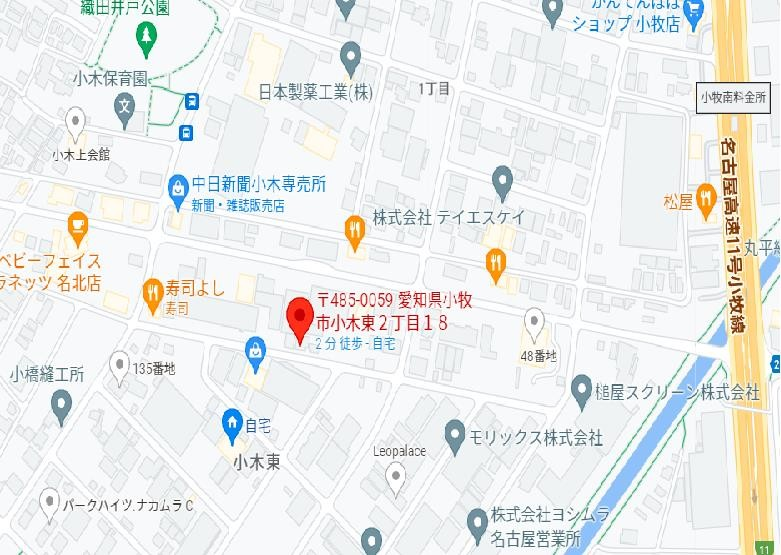 織田井戸公園
かんてんぱぱ
ショップ 小牧店
小木保育園
文
日本製薬工業(株)
1丁目
小牧南料金所
小木上会館
中日新聞小木専売所
新聞・雑誌販売店
株式会社 テイエスケイ
松屋
名古屋高速11号小牧線
丸平線
ベビーフェイス
ラネッツ 名北店
寿司よし
寿司
〒485-0059 愛知県小牧
市小木東2丁目18
2 分 徒歩 - 自宅
48番地
135番地
小橋縫工所
槌屋スクリーン株式会社
自宅
小木東
モリックス株式会社
Leopalace
パークハイツ.ナカムラ C
株式会社ヨシムラ
名古屋営業所
2
11